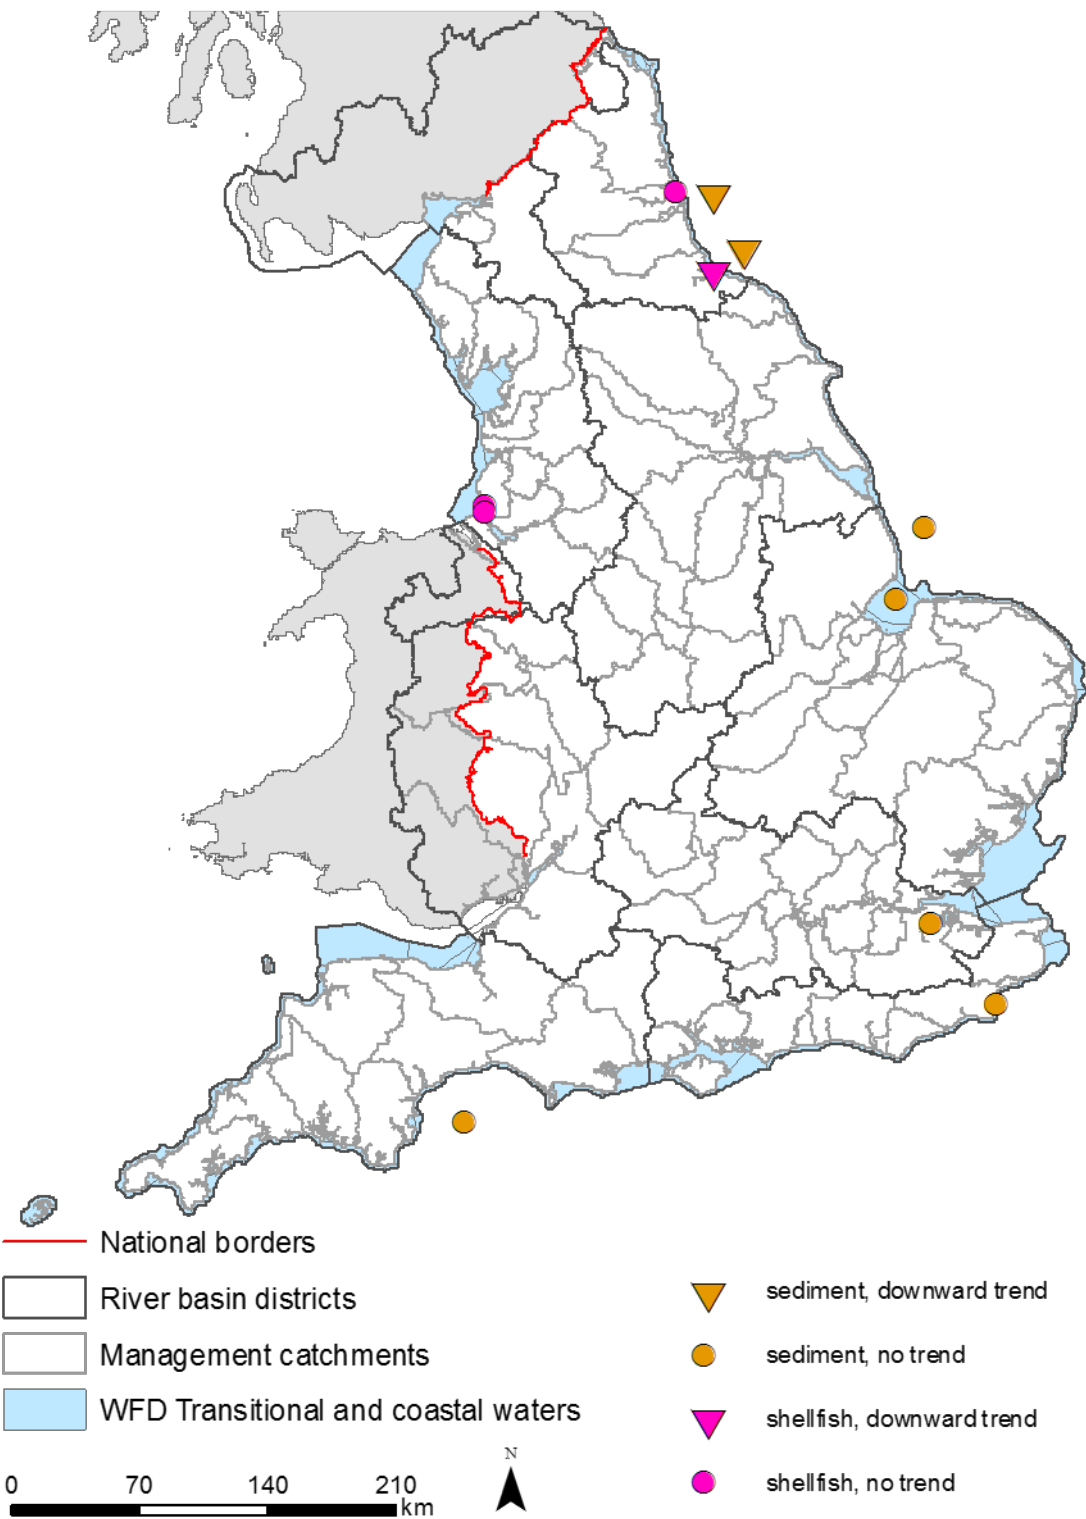 National borders
River basin districts
Management catchments
WFD Transitional and coastal waters
sediment, downward trend
sediment, no trend
shellfish, downward trend
shellfish, no trend
N
0 70 140 210
km